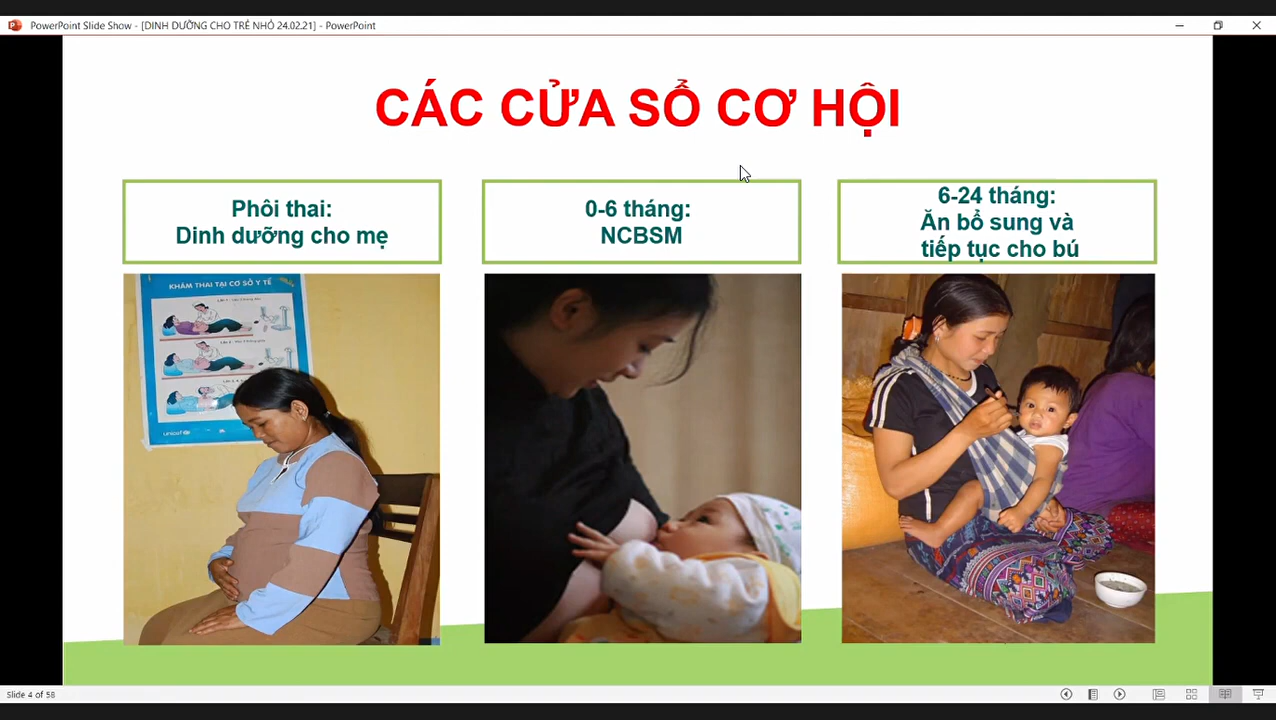 PowerPoint Slide Show - [DINH DƯỠNG CHO TRẺ NHỎ 24.02.21] - PowerPoint
CÁC CỬA SỔ CƠ HỘI
Phôi thai:
Dinh dưỡng cho mẹ
0-6 tháng:
NCBSM
6-24 tháng:
Ăn bổ sung và
tiếp tục cho bú
KHÁM THAI TẠI CƠ SỞ Y TẾ
unicef
Slide 4 of 58